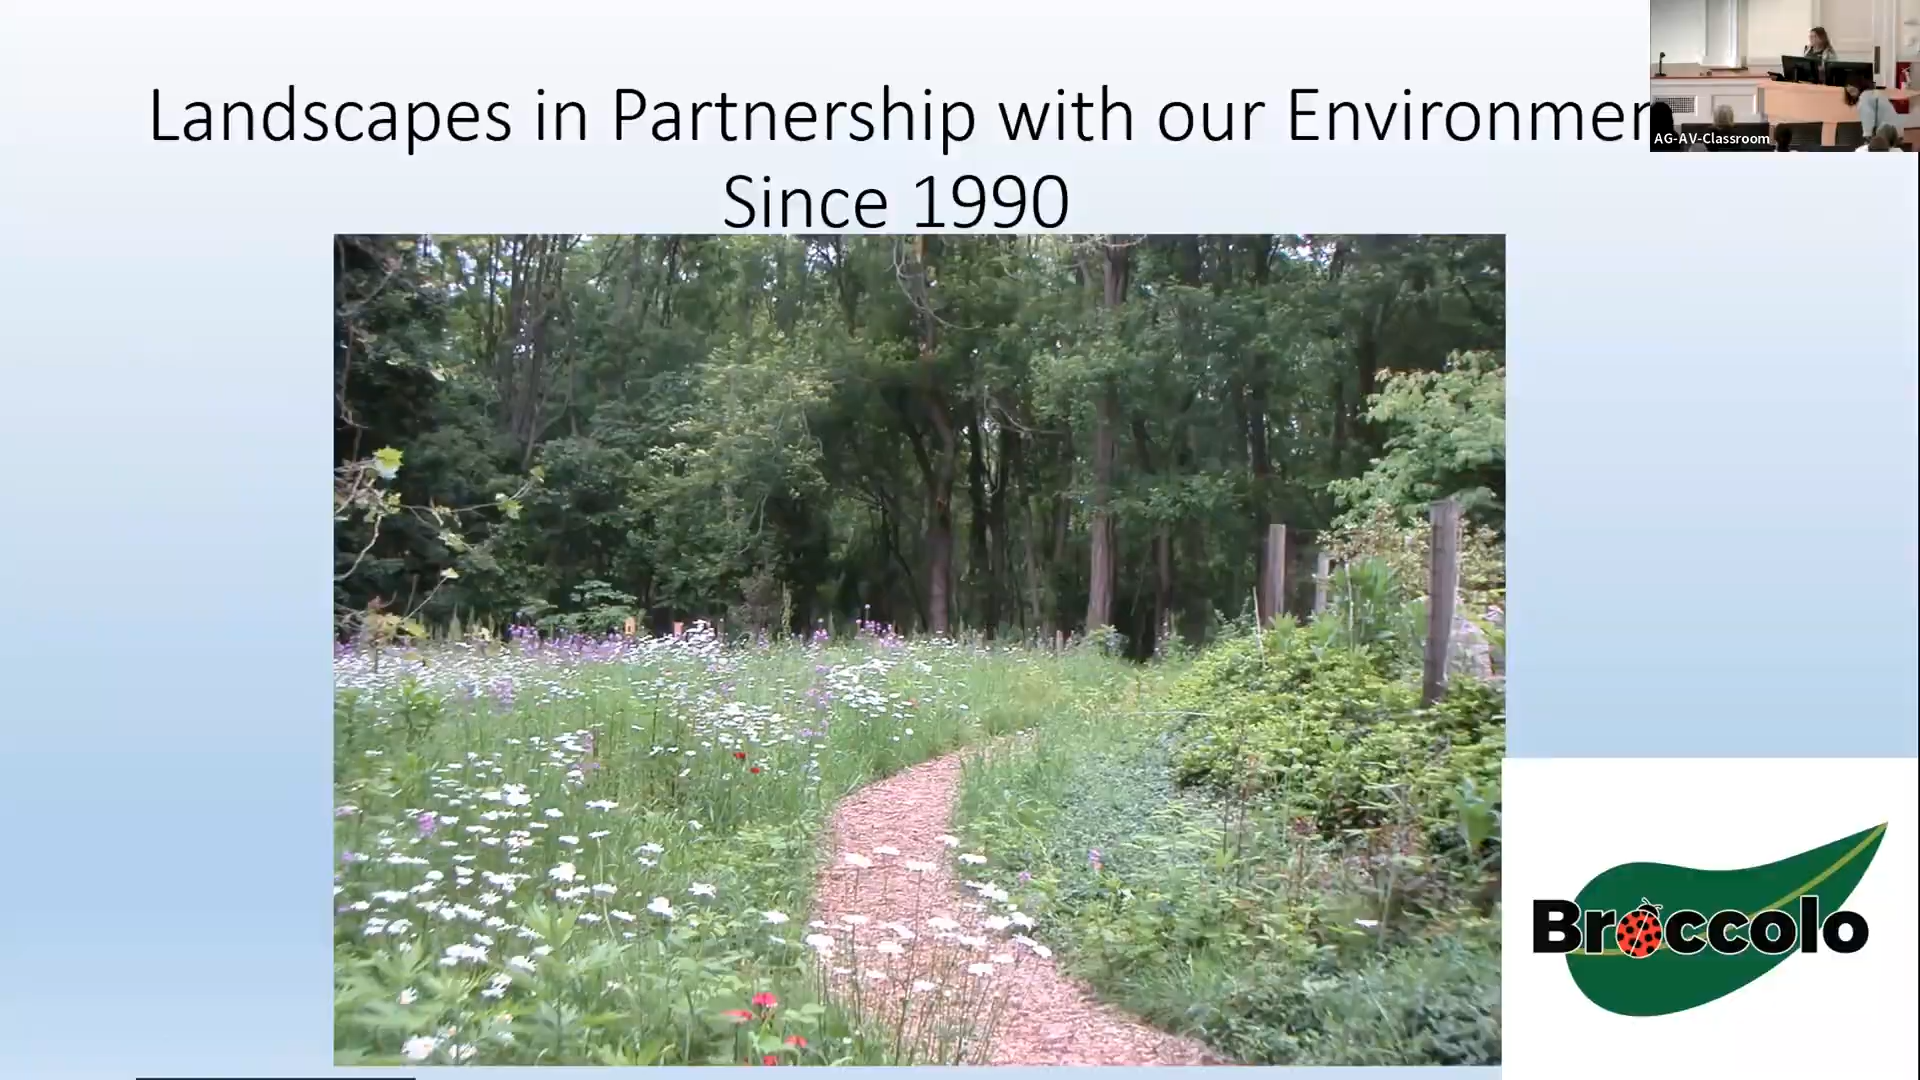 Landscapes in Partnership with our Environmen
Since 1990
AG-AV-Classroom
Broccolo